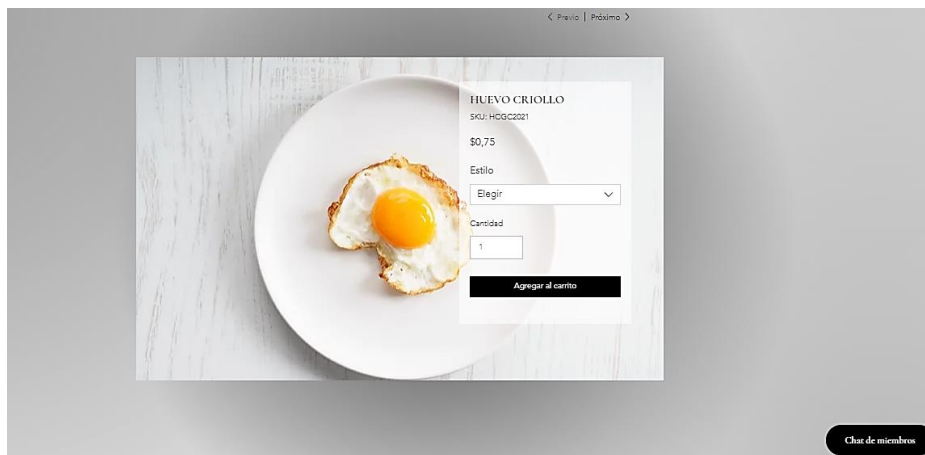 Previo | Próximo
HUEVO CRIOLLO
SKU: HCGC2021
$0,75
Estilo
Elegir
Cantidad
1
Agregar al carrito
Chat de miembros